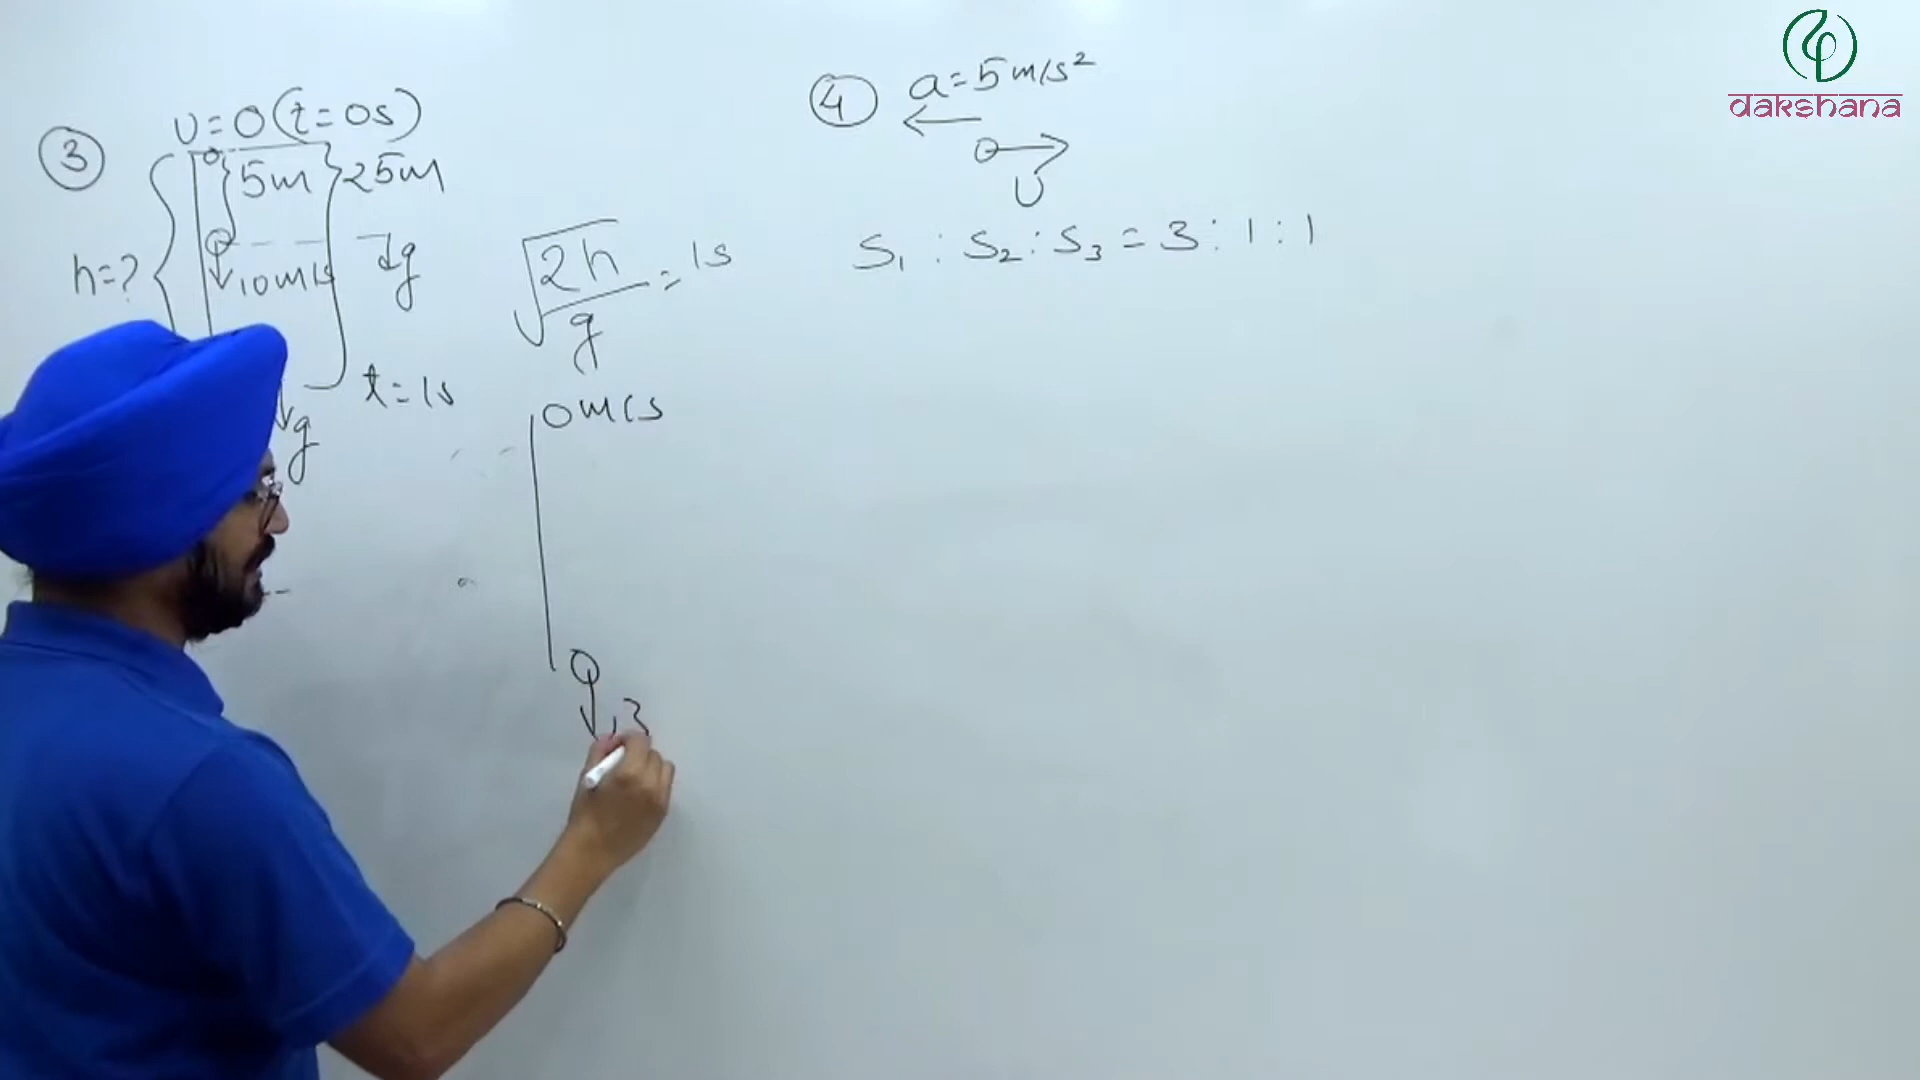 3
u=0(t=0s)
5m
25m
h=?
10m/s
g
g
t=1s
√2h/g = 1s
0m/s
4
a=5m/s²
u
S₁ : S₂ : S₃ = 3 : 1 : 1
dakshana